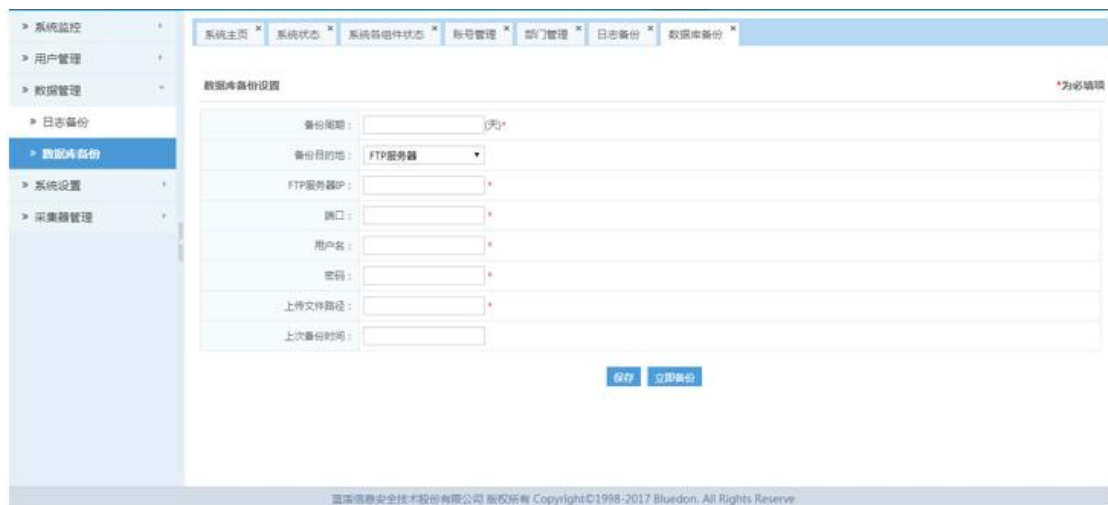 » 系统监控
» 用户管理
» 数据管理
» 日志备份
» 数据库备份
» 系统设置
» 采集器管理
系统主页 × 系统状态 × 系统各组件状态 × 账号管理 × 部门管理 × 日志备份 × 数据库备份 ×
数据库备份设置 *为必填项
备份周期： (天)*
备份目的地： FTP服务器
FTP服务器IP： *
端口： *
用户名： *
密码： *
上传文件路径： *
上次备份时间：
保存 立即备份
蓝盾信息安全技术股份有限公司 版权所有 Copyright©1998-2017 Bluedon. All Rights Reserve